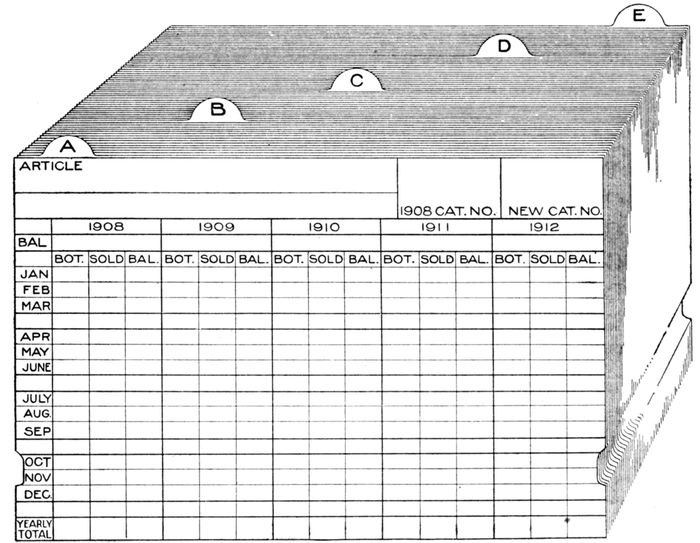 E
D
C
B
A
ARTICLE
1908 CAT. NO. NEW CAT. NO.
1908 1909 1910 1911 1912
BAL
BOT. SOLD BAL. BOT. SOLD BAL. BOT. SOLD BAL. BOT. SOLD BAL. BOT. SOLD BAL.
JAN
FEB
MAR
APR
MAY
JUNE
JULY
AUG.
SEP
OCT
NOV
DEC.
YEARLY
TOTAL